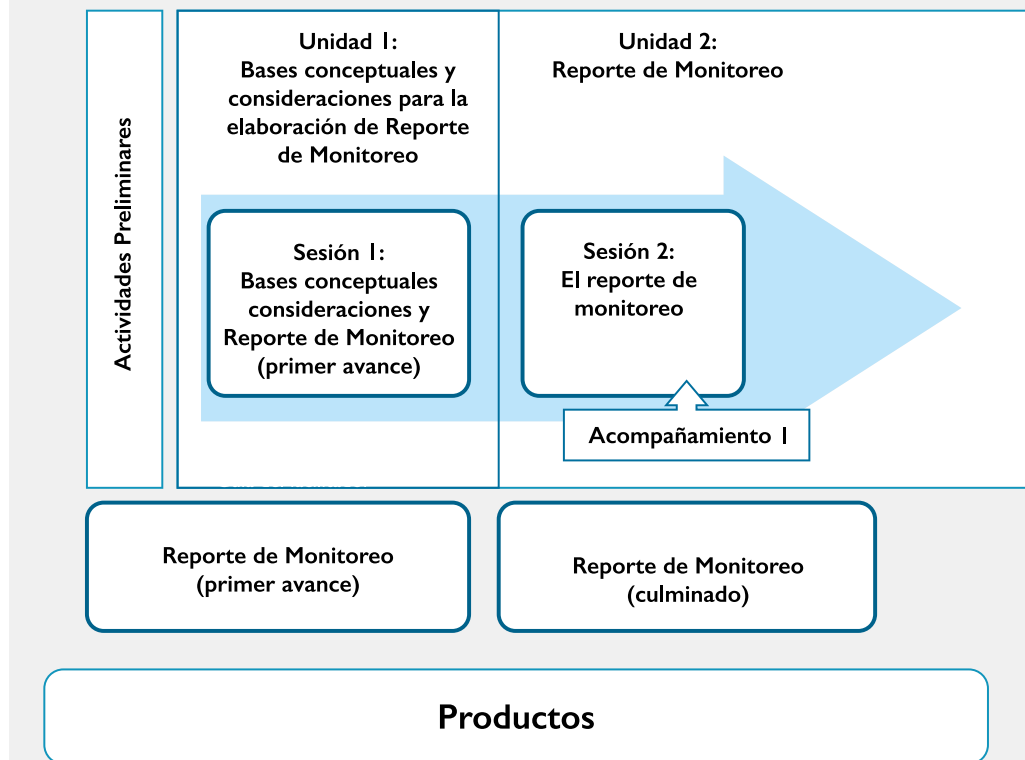 Actividades Preliminares
Unidad 1:
Bases conceptuales y
consideraciones para la
elaboración de Reporte
de Monitoreo
Unidad 2:
Reporte de Monitoreo
Sesión 1:
Bases conceptuales
consideraciones y
Reporte de Monitoreo
(primer avance)
Sesión 2:
El reporte de
monitoreo
Acompañamiento 1
Reporte de Monitoreo
(primer avance)
Reporte de Monitoreo
(culminado)
Productos